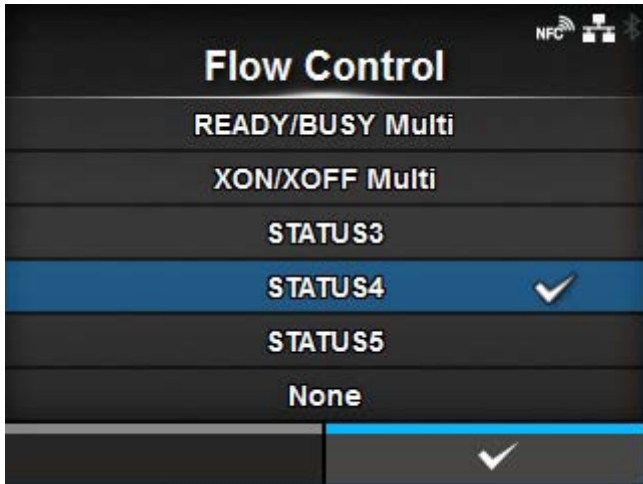 NFC
Flow Control
READY/BUSY Multi
XON/XOFF Multi
STATUS3
STATUS4
STATUS5
None